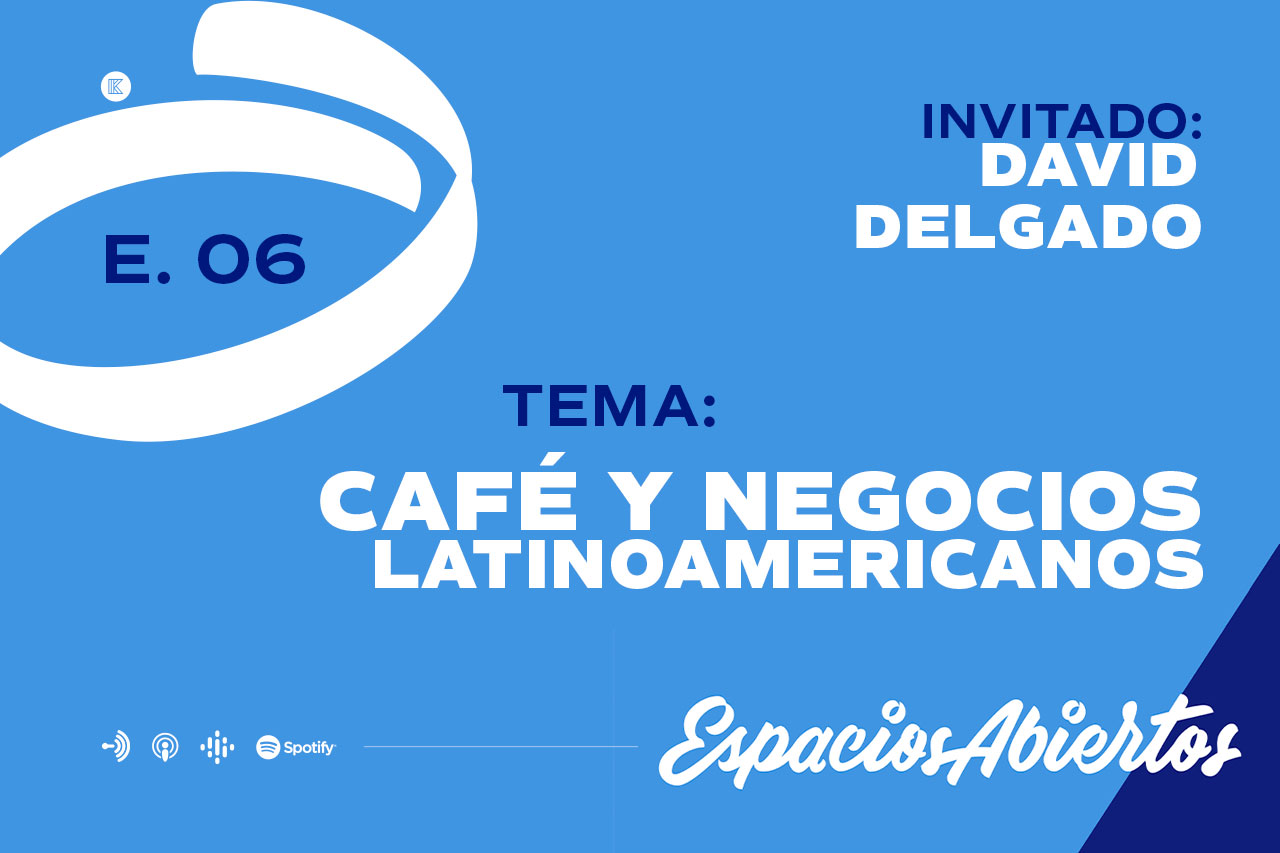 K
E. 06
INVITADO:
DAVID
DELGADO
TEMA:
CAFÉ Y NEGOCIOS
LATINOAMERICANOS
Spotify
EspaciosAbiertos